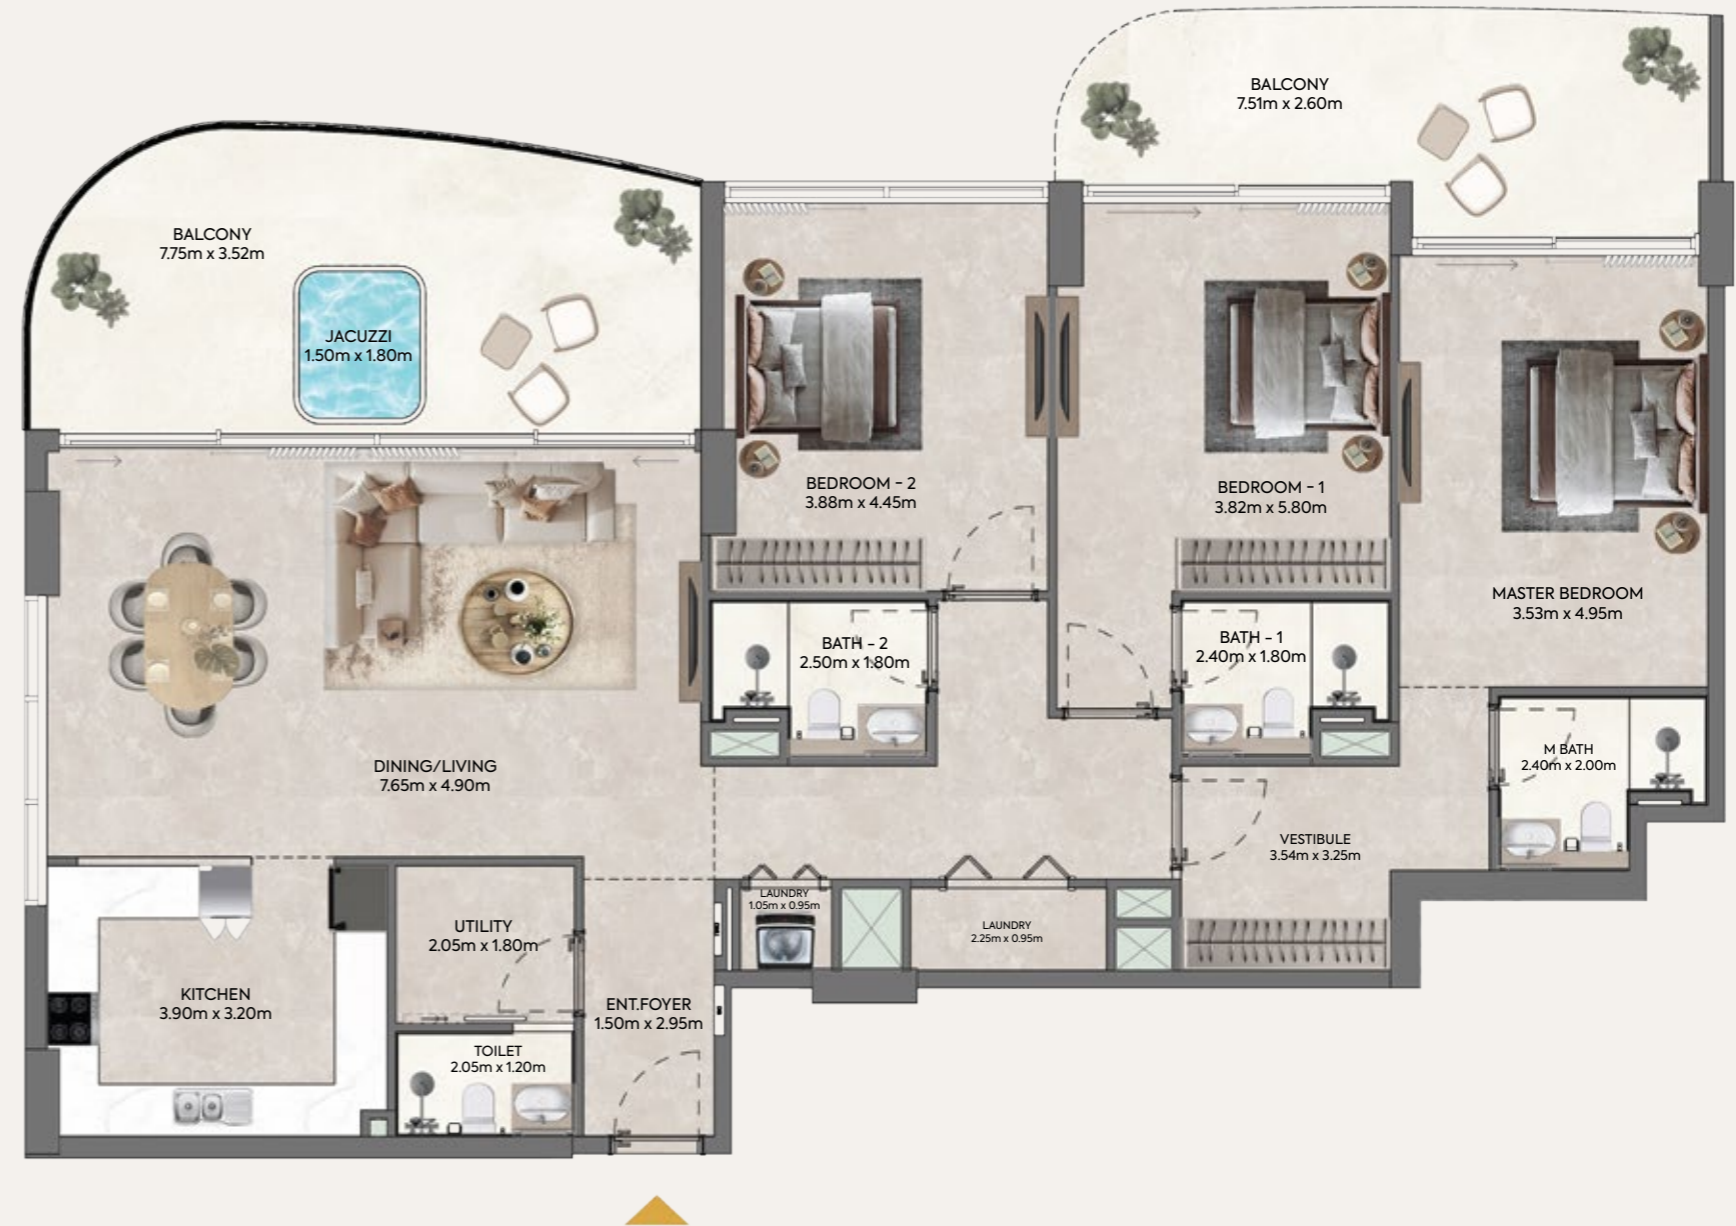 BALCONY
7.51m x 2.60m
BALCONY
7.75m x 3.52m
JACUZZI
1.50m x 1.80m
BEDROOM - 2
3.88m x 4.45m
BEDROOM - 1
3.82m x 5.80m
MASTER BEDROOM
3.53m x 4.95m
BATH - 2
2.50m x 1.80m
BATH - 1
2.40m x 1.80m
M BATH
2.40m x 2.00m
DINING/LIVING
7.65m x 4.90m
VESTIBULE
3.54m x 3.25m
LAUNDRY
1.05m x 0.95m
LAUNDRY
2.25m x 0.95m
UTILITY
2.05m x 1.80m
KITCHEN
3.90m x 3.20m
ENT.FOYER
1.50m x 2.95m
TOILET
2.05m x 1.20m